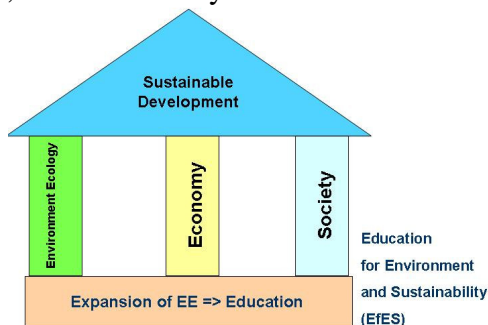 Sustainable
Development
Environment Ecology
Economy
Society
Education
for Environment
and Sustainability
(EfES)
Expansion of EE => Education